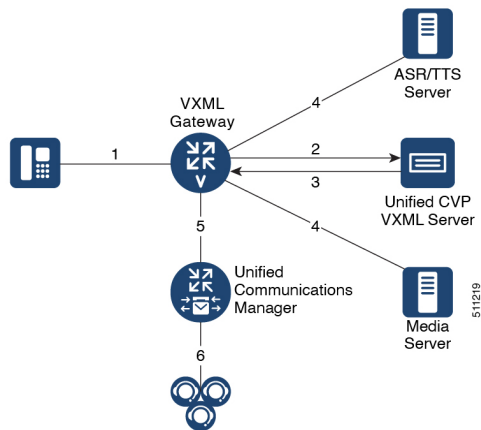 ASR/TTS
Server
VXML
Gateway
4
1
2
3
Unified CVP
VXML Server
5
4
Unified
Communications
Manager
Media
Server
511219
6
V